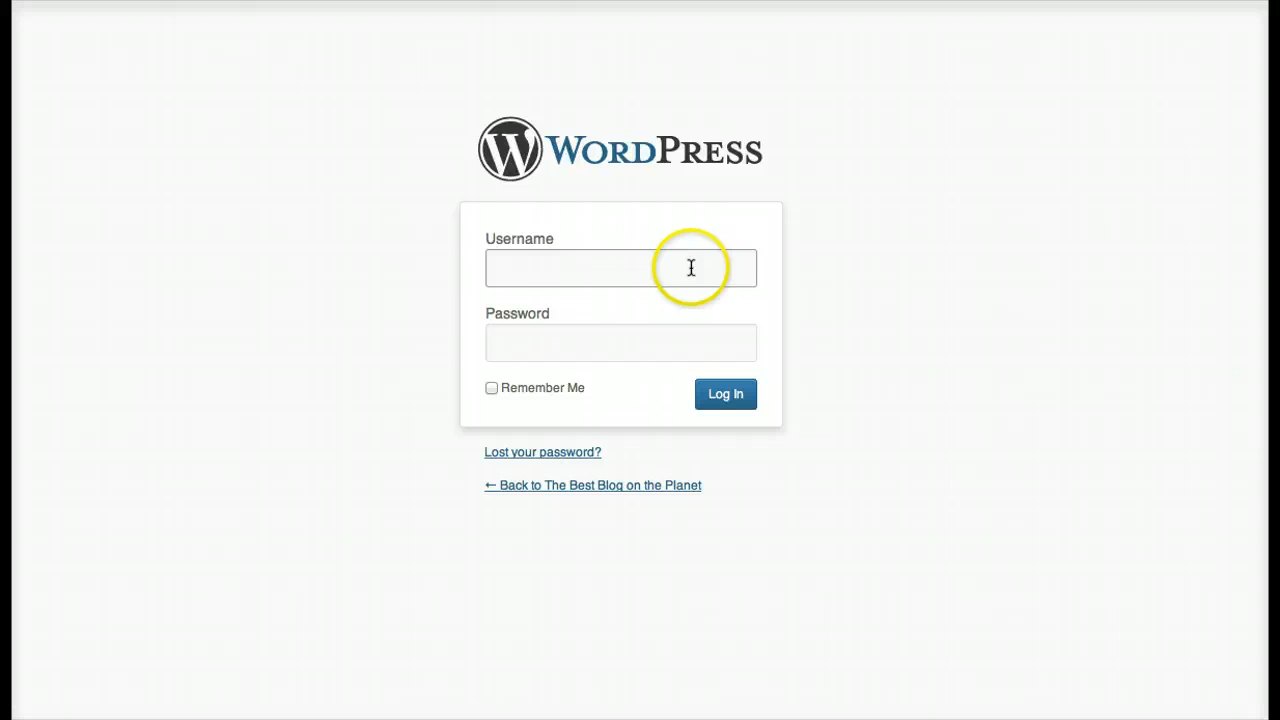 WORDPRESS
Username
Password
Remember Me
Log In
Lost your password?
← Back to The Best Blog on the Planet